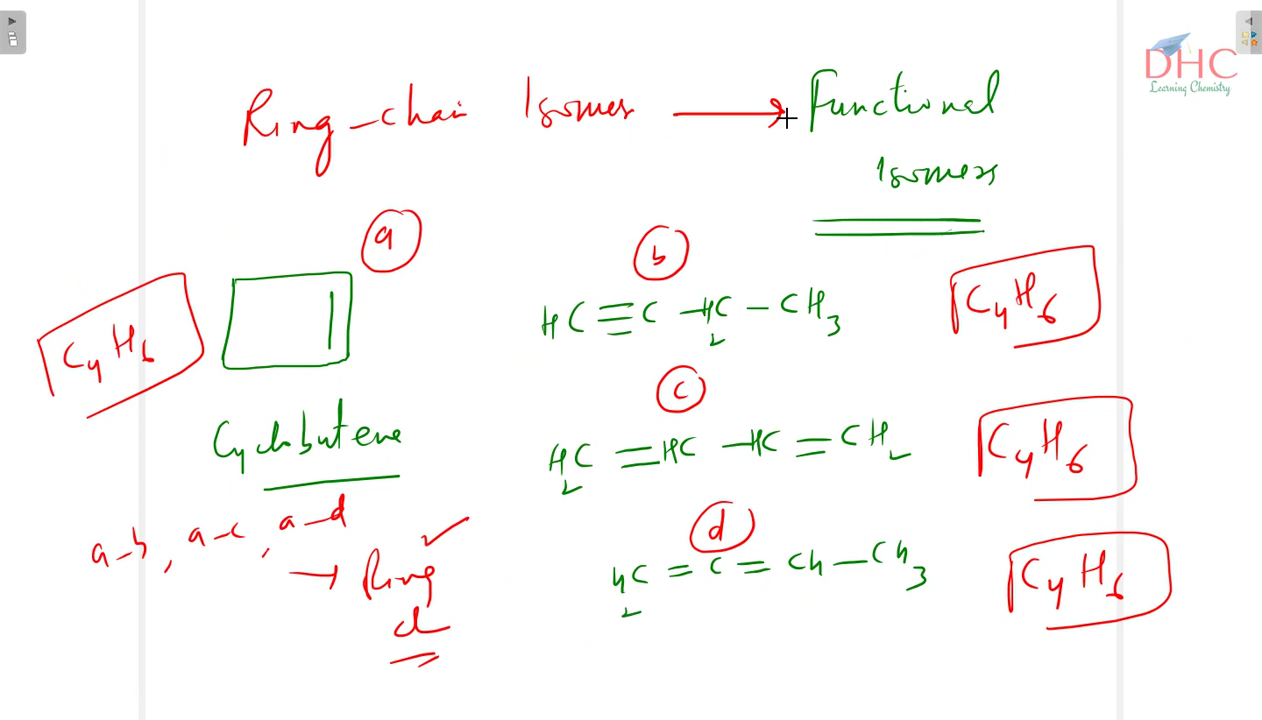 Ring-chain Isomers → Functional
Isomers
DHC
Learning Chemistry
a
b
C4H6
HC≡C-H2C-CH3
C4H6
c
Cyclobutene
H2C=HC-HC=CH2
C4H6
a-b, a-c, a-d
d
→ Ring ✓
H2C=C=CH-CH3
C4H6